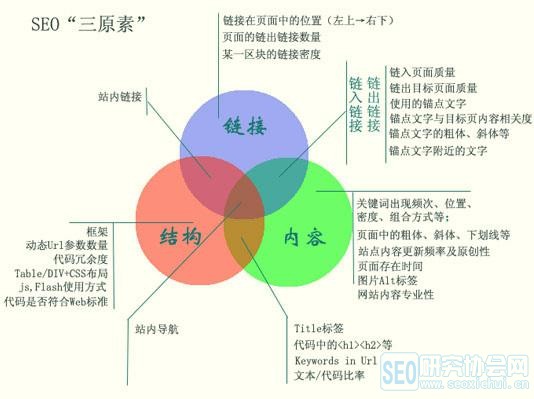 SEO“三原素”
链接在页面中的位置（左上→右下）
页面的链出链接数量
某一区块的链接密度
站内链接
链接
链入链接
链出链接
链入页面质量
链出目标页面质量
使用的锚点文字
锚点文字与目标页内容相关度
锚点文字的粗体、斜体等
锚点文字附近的文字
结构
内容
框架
动态Url参数数量
代码冗余度
Table/DIV+CSS布局
js,Flash使用方式
代码是否符合Web标准
关键词出现频次、位置、
密度、组合方式等;
页面中的粗体、斜体、下划线等
站点内容更新频率及原创性
页面存在时间
图片Alt标签
网站内容专业性
站内导航
Title标签
代码中的<h1><h2>等
Keywords in Url
文本/代码比率
SEO研究协会网
www.seoxiehui.cn